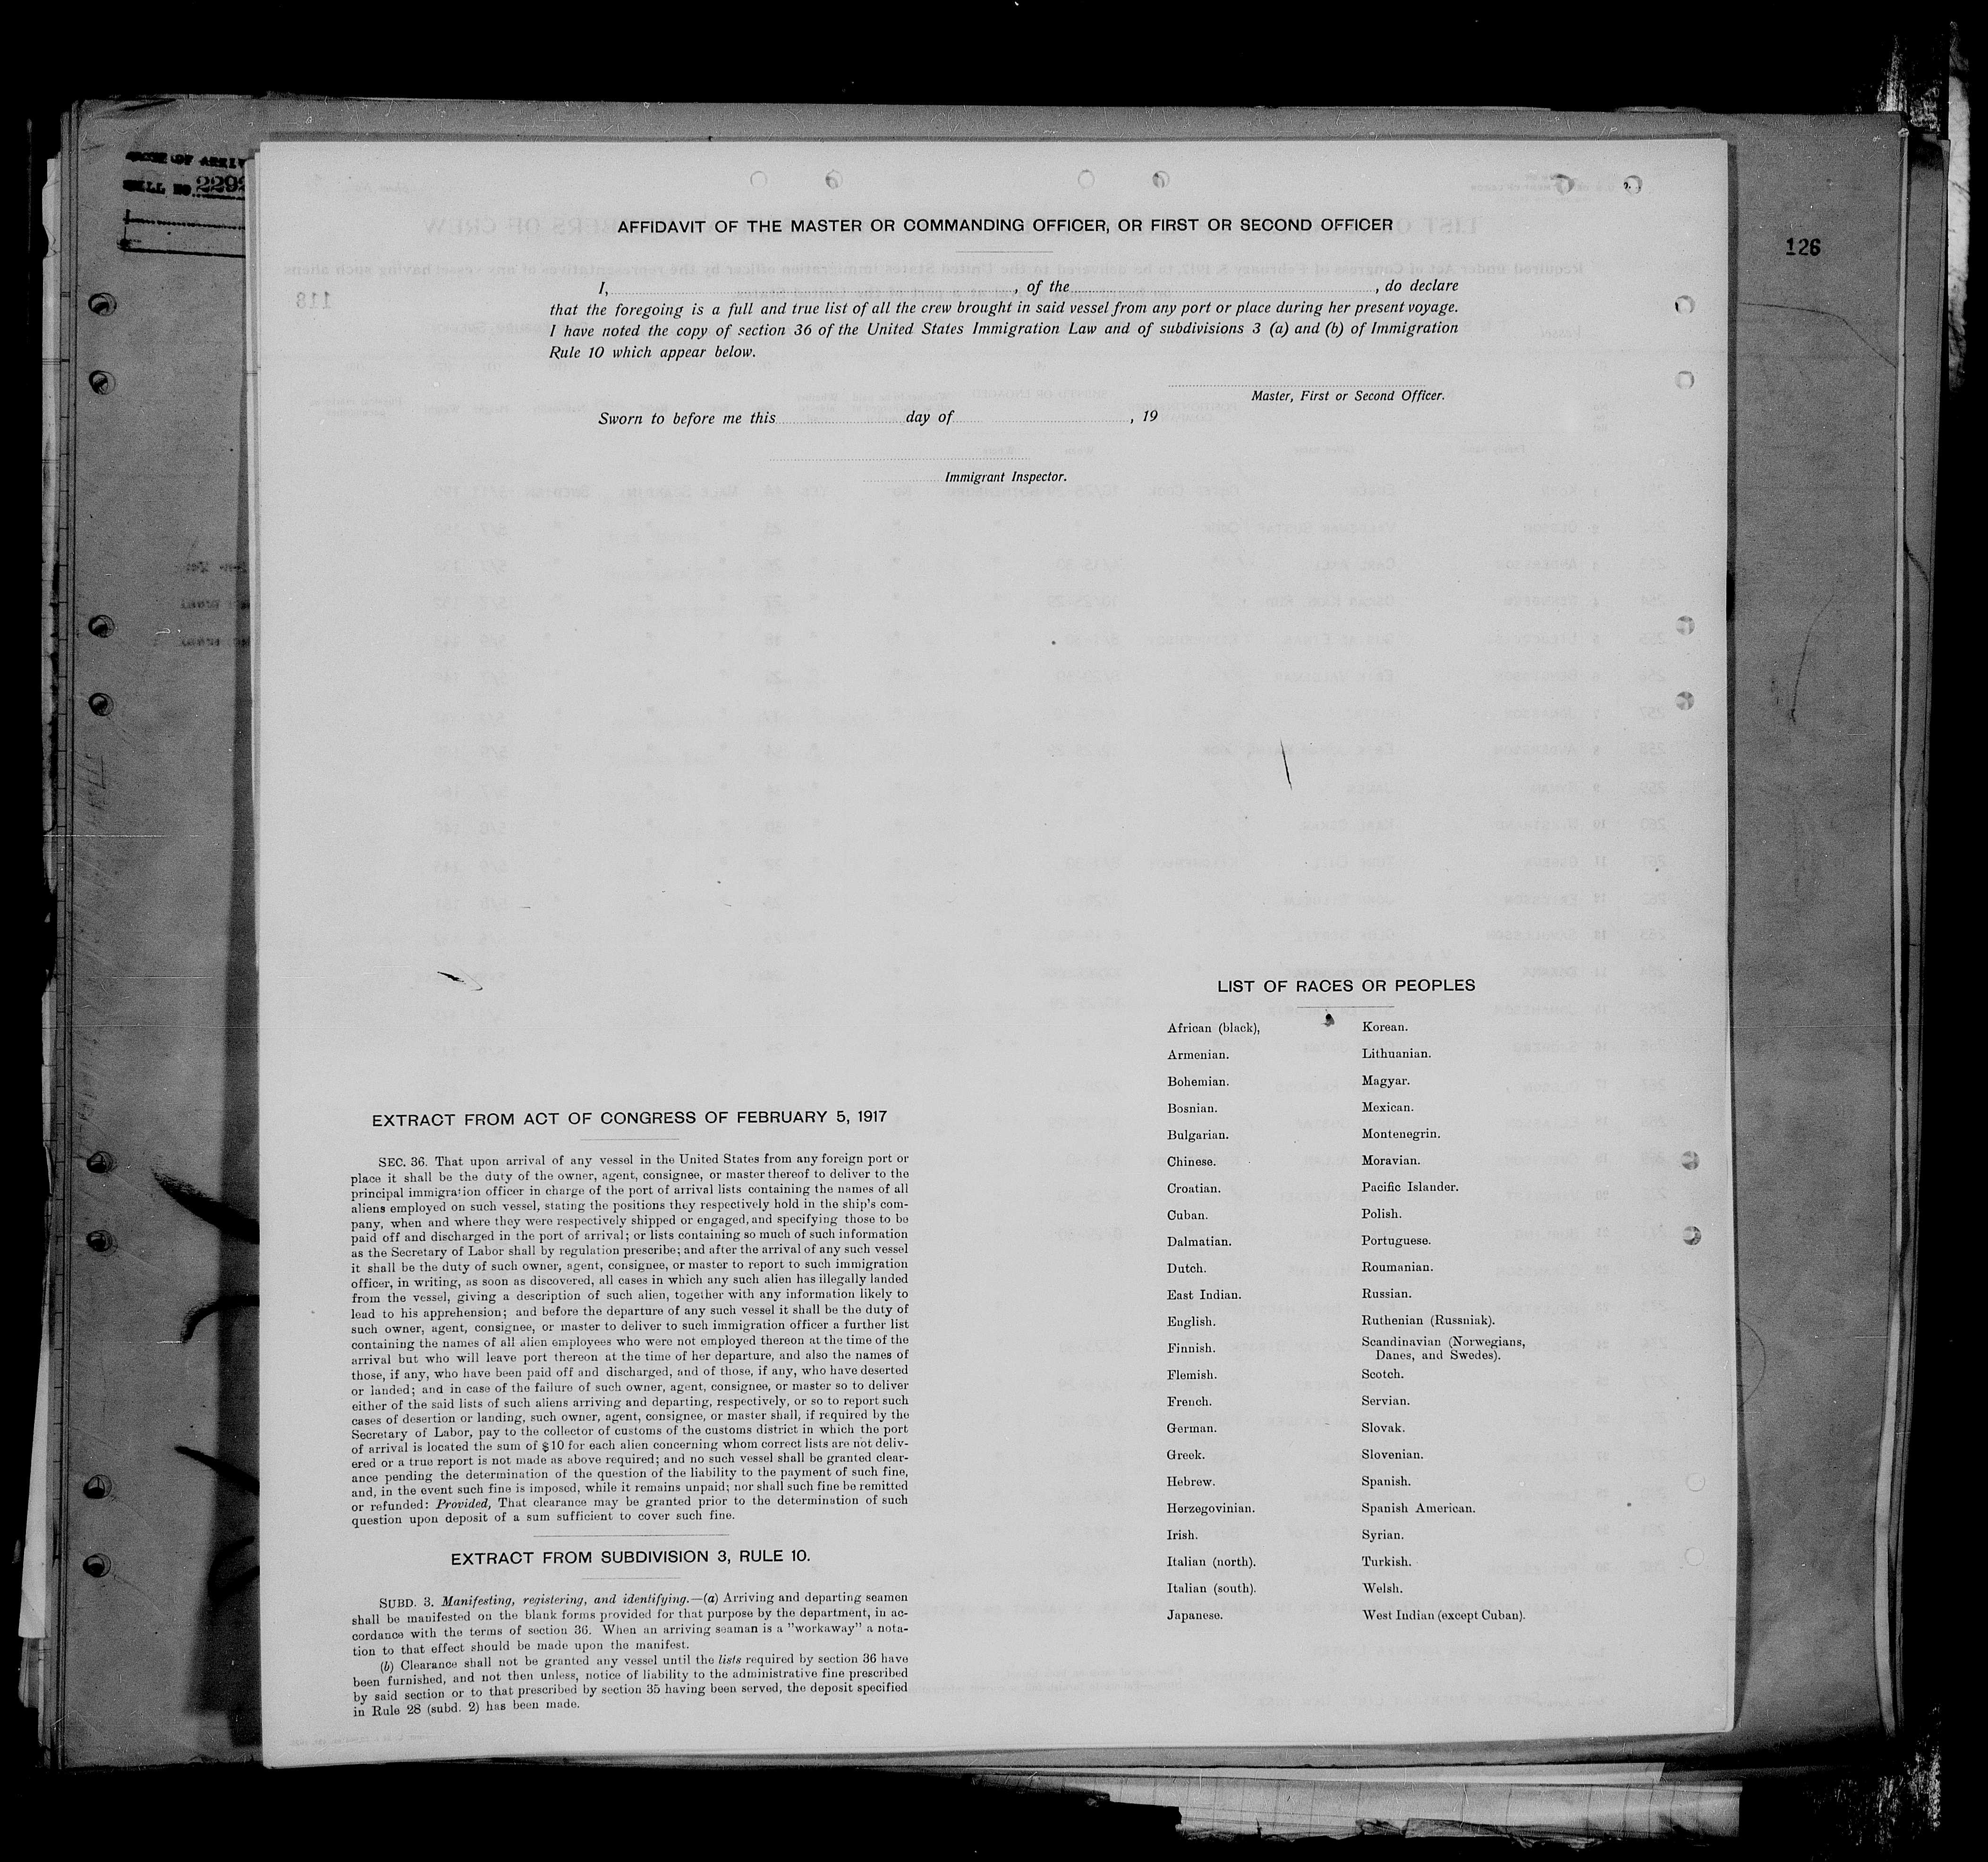 BILL NO 2292
126
AFFIDAVIT OF THE MASTER OR COMMANDING OFFICER, OR FIRST OR SECOND OFFICER
I, , of the , do declare
that the foregoing is a full and true list of all the crew brought in said vessel from any port or place during her present voyage.
I have noted the copy of section 36 of the United States Immigration Law and of subdivisions 3 (a) and (b) of Immigration
Rule 10 which appear below.
Master, First or Second Officer.
Sworn to before me this day of , 19
Immigrant Inspector.
EXTRACT FROM ACT OF CONGRESS OF FEBRUARY 5, 1917
SEC. 36. That upon arrival of any vessel in the United States from any foreign port or
place it shall be the duty of the owner, agent, consignee, or master thereof to deliver to the
principal immigration officer in charge of the port of arrival lists containing the names of all
aliens employed on such vessel, stating the positions they respectively hold in the ship's com-
pany, when and where they were respectively shipped or engaged, and specifying those to be
paid off and discharged in the port of arrival; or lists containing so much of such information
as the Secretary of Labor shall by regulation prescribe; and after the arrival of any such vessel
it shall be the duty of such owner, agent, consignee, or master to report to such immigration
officer, in writing, as soon as discovered, all cases in which any such alien has illegally landed
from the vessel, giving a description of such alien, together with any information likely to
lead to his apprehension; and before the departure of any such vessel it shall be the duty of
such owner, agent, consignee, or master to deliver to such immigration officer a further list
containing the names of all alien employees who were not employed thereon at the time of the
arrival but who will leave port thereon at the time of her departure, and also the names of
those, if any, who have been paid off and discharged, and of those, if any, who have deserted
or landed; and in case of the failure of such owner, agent, consignee, or master so to deliver
either of the said lists of such aliens arriving and departing, respectively, or so to report such
cases of desertion or landing, such owner, agent, consignee, or master shall, if required by the
Secretary of Labor, pay to the collector of customs of the customs district in which the port
of arrival is located the sum of $10 for each alien concerning whom correct lists are not deliv-
ered or a true report is not made as above required; and no such vessel shall be granted clear-
ance pending the determination of the question of the liability to the payment of such fine,
and, in the event such fine is imposed, while it remains unpaid; nor shall such fine be remitted
or refunded: Provided, That clearance may be granted prior to the determination of such
question upon deposit of a sum sufficient to cover such fine.
EXTRACT FROM SUBDIVISION 3, RULE 10.
SUBD. 3. Manifesting, registering, and identifying.—(a) Arriving and departing seamen
shall be manifested on the blank forms provided for that purpose by the department, in ac-
cordance with the terms of section 36. When an arriving seaman is a "workaway" a nota-
tion to that effect should be made upon the manifest.
(b) Clearance shall not be granted any vessel until the lists required by section 36 have
been furnished, and not then unless, notice of liability to the administrative fine prescribed
by said section or to that prescribed by section 35 having been served, the deposit specified
in Rule 28 (subd. 2) has been made.
LIST OF RACES OR PEOPLES
African (black),
Armenian.
Bohemian.
Bosnian.
Bulgarian.
Chinese.
Croatian.
Cuban.
Dalmatian.
Dutch.
East Indian.
English.
Finnish.
Flemish.
French.
German.
Greek.
Hebrew.
Herzegovinian.
Irish.
Italian (north).
Italian (south).
Japanese.
Korean.
Lithuanian.
Magyar.
Mexican.
Montenegrin.
Moravian.
Pacific Islander.
Polish.
Portuguese.
Roumanian.
Russian.
Ruthenian (Russniak).
Scandinavian (Norwegians,
Danes, and Swedes).
Scotch.
Servian.
Slovak.
Slovenian.
Spanish.
Spanish American.
Syrian.
Turkish.
Welsh.
West Indian (except Cuban).